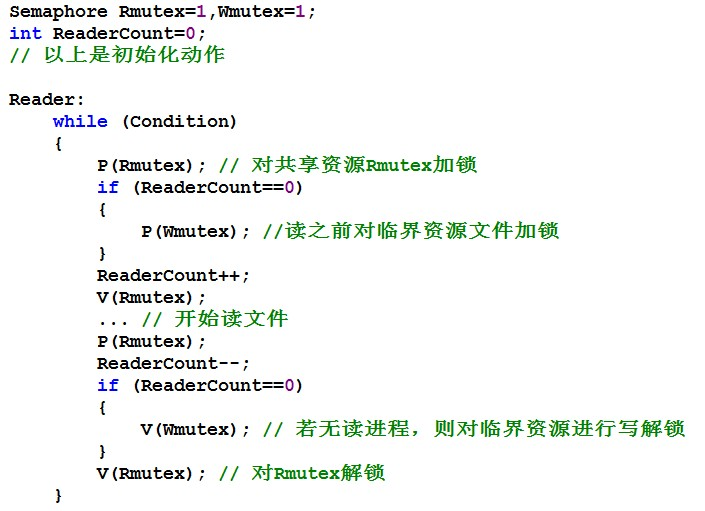 Semaphore Rmutex=1,Wmutex=1;
int ReaderCount=0;
// 以上是初始化动作
Reader:
while (Condition)
{
P(Rmutex); // 对共享资源Rmutex加锁
if (ReaderCount==0)
{
P(Wmutex); //读之前对临界资源文件加锁
}
ReaderCount++;
V(Rmutex);
... // 开始读文件
P(Rmutex);
ReaderCount--;
if (ReaderCount==0)
{
V(Wmutex); // 若无读进程，则对临界资源进行写解锁
}
V(Rmutex); // 对Rmutex解锁
}